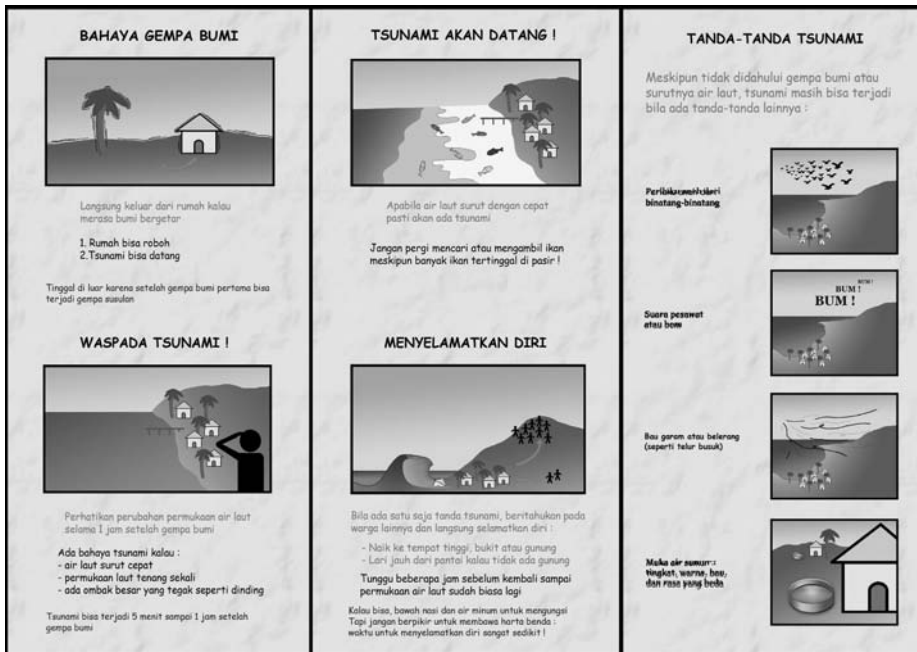 BAHAYA GEMPA BUMI
Langsung keluar dari rumah kalau
merasa bumi bergetar
1. Rumah bisa roboh
2.Tsunami bisa datang
Tinggal di luar karena setelah gempa bumi pertama bisa
terjadi gempa susulan
WASPADA TSUNAMI !
Perhatikan perubahan permukaan air laut
selama 1 jam setelah gempa bumi
Ada bahaya tsunami kalau :
- air laut surut cepat
- permukaan laut tenang sekali
- ada ombak besar yang tegak seperti dinding
Tsunami bisa terjadi 5 menit sampai 1 jam setelah
gempa bumi
TSUNAMI AKAN DATANG !
Apabila air laut surut dengan cepat
pasti akan ada tsunami
Jangan pergi mencari atau mengambil ikan
meskipun banyak ikan tertinggal di pasir !
MENYELAMATKAN DIRI
Bila ada satu saja tanda tsunami, beritahukan pada
warga lainnya dan langsung selamatkan diri :
- Naik ke tempat tinggi, bukit atau gunung
- Lari jauh dari pantai kalau tidak ada gunung
Tunggu beberapa jam sebelum kembali sampai
permukaan air laut sudah biasa lagi
Kalau bisa, bawah nasi dan air minum untuk mengungsi
Tapi jangan berpikir untuk membawa harta benda :
waktu untuk menyelamatkan diri sangat sedikit !
TANDA-TANDA TSUNAMI
Meskipun tidak didahului gempa bumi atau
surutnya air laut, tsunami masih bisa terjadi
bila ada tanda-tanda lainnya :
binatang-binatang
BUM !
BUM !
BUM !
Suara pesawat
atau bom
Bau garam atau belerang
(seperti telur busuk)
Muka air sumur :
tingkat, warna, bau,
dan rasa yang beda